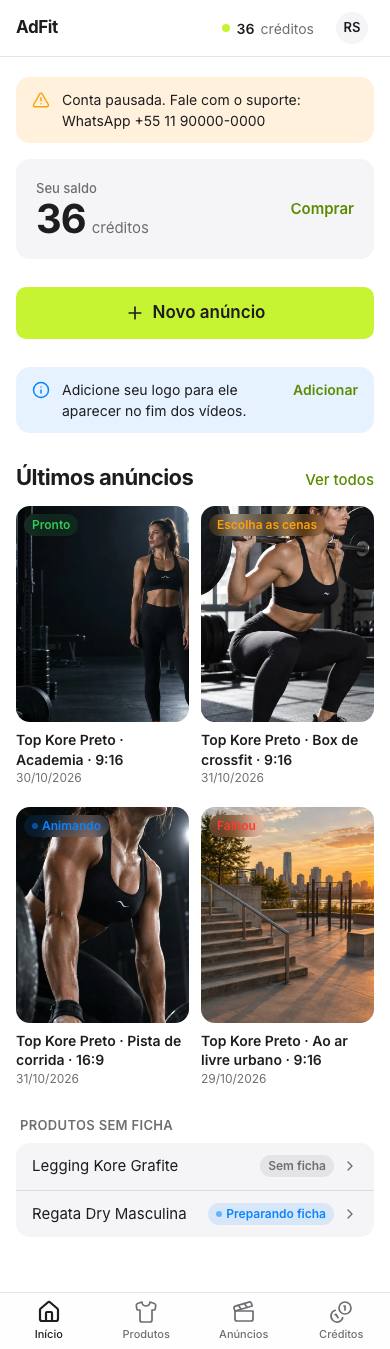 AdFit
36 créditos
RS
Conta pausada. Fale com o suporte:
WhatsApp +55 11 90000-0000
Seu saldo
36 créditos
Comprar
Novo anúncio
Adicione seu logo para ele
aparecer no fim dos vídeos.
Adicionar
Últimos anúncios
Ver todos
Pronto
Escolha as cenas
Top Kore Preto ·
Academia · 9:16
30/10/2026
Top Kore Preto · Box de
crossfit · 9:16
31/10/2026
Animando
Falhou
Top Kore Preto · Pista de
corrida · 16:9
31/10/2026
Top Kore Preto · Ao ar
livre urbano · 9:16
29/10/2026
PRODUTOS SEM FICHA
Legging Kore Grafite
Sem ficha
Regata Dry Masculina
Preparando ficha
Início
Produtos
Anúncios
Créditos